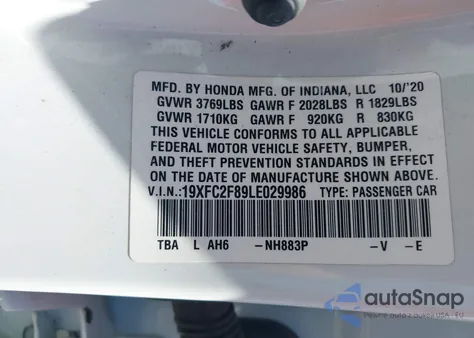 MFD. BY HONDA MFG. OF INDIANA, LLC 10/'20
GVWR 3769LBS GAWR F 2028LBS R 1829LBS
GVWR 1710KG GAWR F 920KG R 830KG
THIS VEHICLE CONFORMS TO ALL APPLICABLE
FEDERAL MOTOR VEHICLE SAFETY, BUMPER,
AND THEFT PREVENTION STANDARDS IN EFFECT
ON THE DATE OF MANUFACTURE SHOWN ABOVE.
V.I.N.:19XFC2F89LE029986 TYPE: PASSENGER CAR
TBA L AH6 -NH883P -V -E
autoSnap